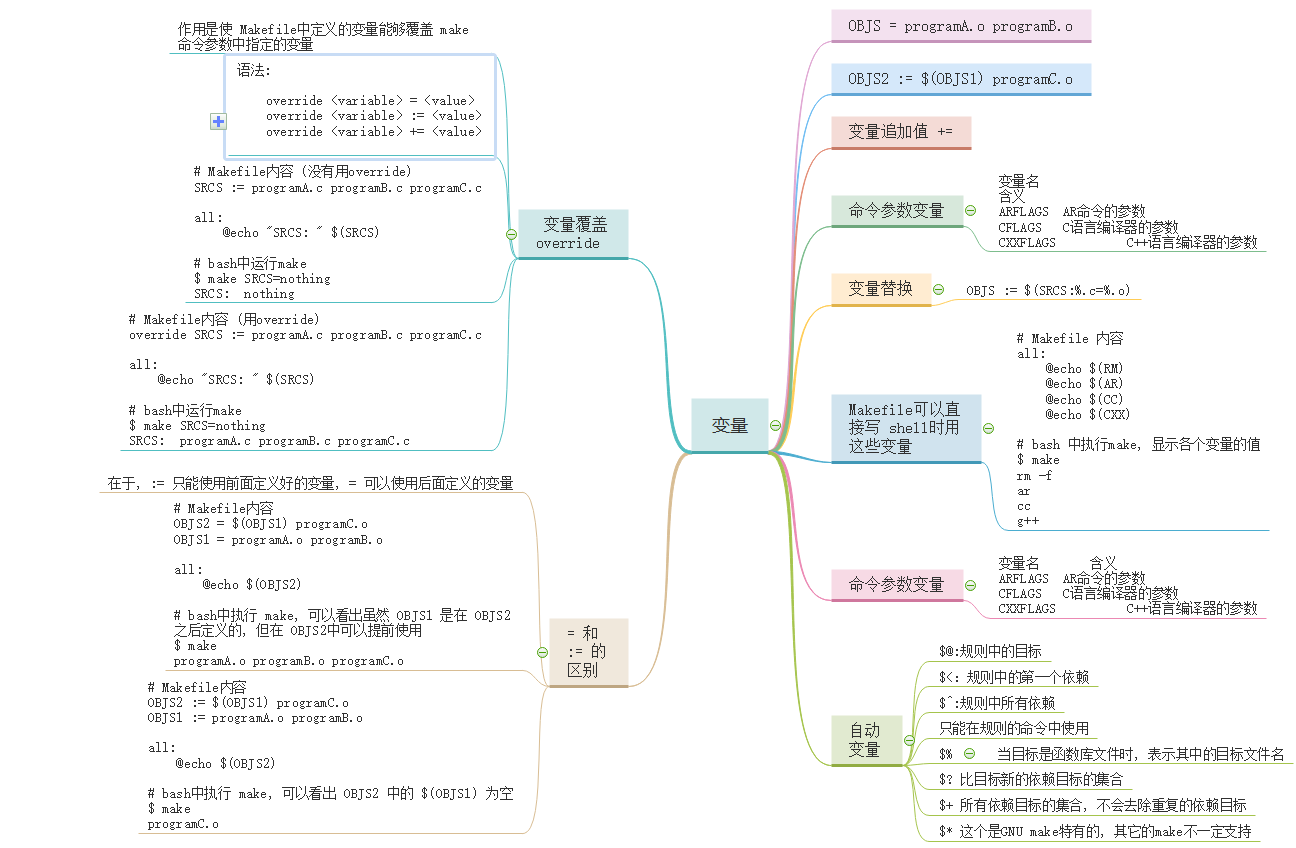 作用是使 Makefile中定义的变量能够覆盖 make
命令参数中指定的变量
语法:
override <variable> = <value>
override <variable> := <value>
override <variable> += <value>
# Makefile内容 (没有用override)
SRCS := programA.c programB.c programC.c
all:
@echo "SRCS: " $(SRCS)
# bash中运行make
$ make SRCS=nothing
SRCS:  nothing
# Makefile内容 (用override)
override SRCS := programA.c programB.c programC.c
all:
@echo "SRCS: " $(SRCS)
# bash中运行make
$ make SRCS=nothing
SRCS:  programA.c programB.c programC.c
变量覆盖
override
在于, := 只能使用前面定义好的变量, = 可以使用后面定义的变量
# Makefile内容
OBJS2 = $(OBJS1) programC.o
OBJS1 = programA.o programB.o
all:
@echo $(OBJS2)
# bash中执行 make, 可以看出虽然 OBJS1 是在 OBJS2
之后定义的, 但在 OBJS2中可以提前使用
$ make
programA.o programB.o programC.o
# Makefile内容
OBJS2 := $(OBJS1) programC.o
OBJS1 := programA.o programB.o
all:
@echo $(OBJS2)
# bash中执行 make, 可以看出 OBJS2 中的 $(OBJS1) 为空
$ make
programC.o
= 和
:= 的
区别
变量
OBJS = programA.o programB.o
OBJS2 := $(OBJS1) programC.o
变量追加值 +=
命令参数变量
变量名
含义
ARFLAGS  AR命令的参数
CFLAGS   C语言编译器的参数
CXXFLAGS          C++语言编译器的参数
变量替换
OBJS := $(SRCS:%.c=%.o)
Makefile可以直
接写 shell时用
这些变量
# Makefile 内容
all:
@echo $(RM)
@echo $(AR)
@echo $(CC)
@echo $(CXX)
# bash 中执行make, 显示各个变量的值
$ make
rm -f
ar
cc
g++
命令参数变量
变量名       含义
ARFLAGS  AR命令的参数
CFLAGS   C语言编译器的参数
CXXFLAGS          C++语言编译器的参数
自动
变量
$@:规则中的目标
$<: 规则中的第一个依赖
$^:规则中所有依赖
只能在规则的命令中使用
$% 当目标是函数库文件时, 表示其中的目标文件名
$? 比目标新的依赖目标的集合
$+ 所有依赖目标的集合, 不会去除重复的依赖目标
$* 这个是GNU make特有的, 其它的make不一定支持